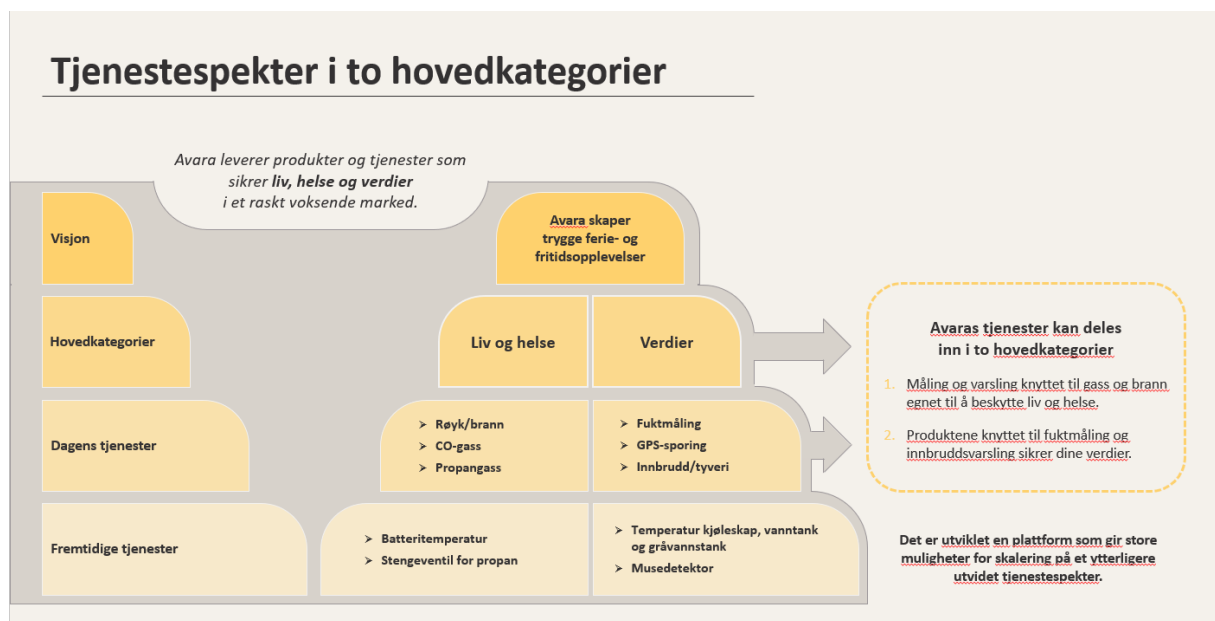 Tjenestespekter i to hovedkategorier
Avara leverer produkter og tjenester som
sikrer liv, helse og verdier
i et raskt voksende marked.
Visjon
Avara skaper
trygge ferie- og
fritidsopplevelser
Hovedkategorier
Liv og helse
Verdier
Dagens tjenester
➢ Røyk/brann
➢ CO-gass
➢ Propangass
➢ Fuktmåling
➢ GPS-sporing
➢ Innbrudd/tyveri
Fremtidige tjenester
➢ Batteritemperatur
➢ Stengeventil for propan
➢ Temperatur kjøleskap, vanntank
og gråvannstank
➢ Musedetektor
Avaras tjenester kan deles
inn i to hovedkategorier
1. Måling og varsling knyttet til gass og brann
egnet til å beskytte liv og helse.
2. Produktene knyttet til fuktmåling og
innbruddsvarsling sikrer dine verdier.
Det er utviklet en plattform som gir store
muligheter for skalering på et ytterligere
utvidet tjenestespekter.